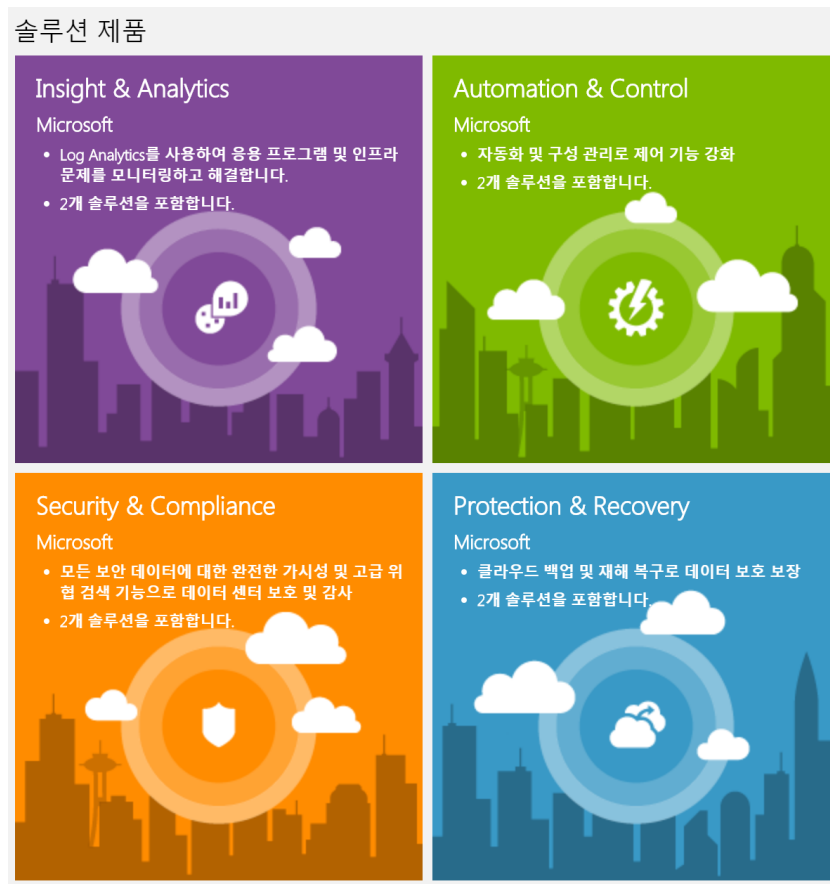 솔루션 제품
Insight & Analytics
Microsoft
• Log Analytics를 사용하여 응용 프로그램 및 인프라
문제를 모니터링하고 해결합니다.
• 2개 솔루션을 포함합니다.
Automation & Control
Microsoft
• 자동화 및 구성 관리로 제어 기능 강화
• 2개 솔루션을 포함합니다.
Security & Compliance
Microsoft
• 모든 보안 데이터에 대한 완전한 가시성 및 고급 위
협 검색 기능으로 데이터 센터 보호 및 감사
• 2개 솔루션을 포함합니다.
Protection & Recovery
Microsoft
• 클라우드 백업 및 재해 복구로 데이터 보호 보장
• 2개 솔루션을 포함합니다.